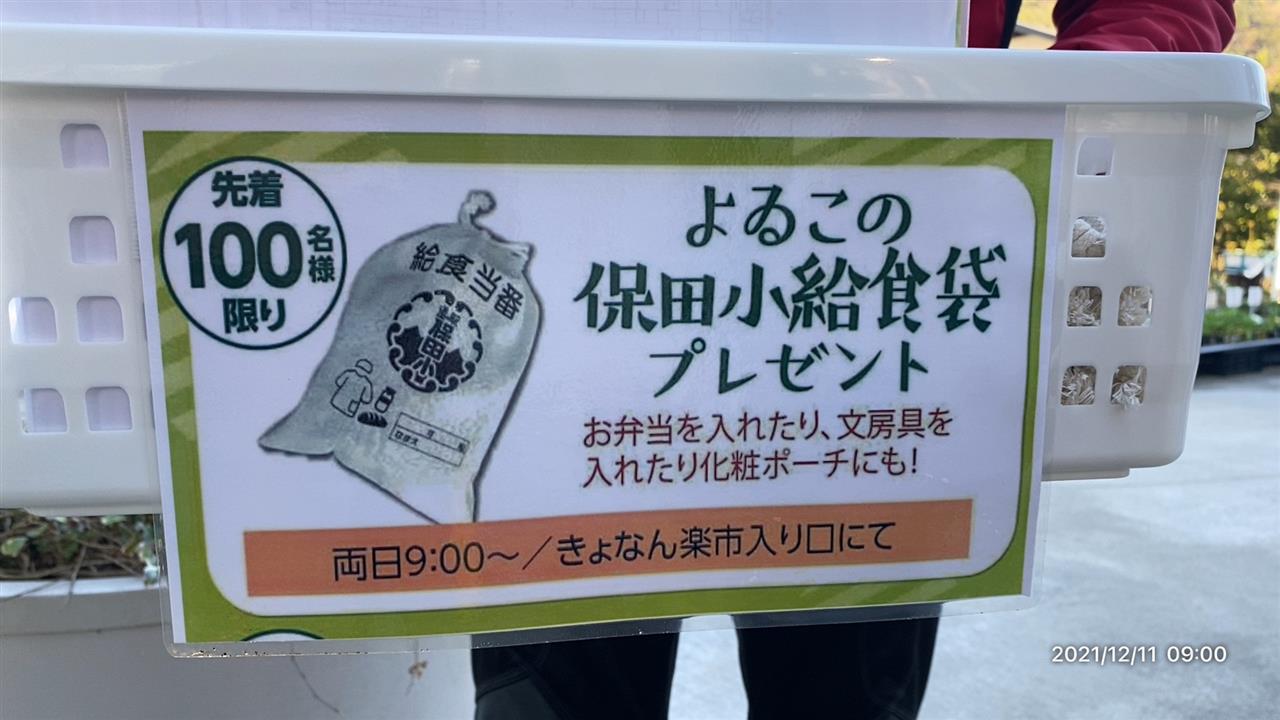 先着
100名様
限り
給食当番
保田小
よゐこの
保田小給食袋
プレゼント
お弁当を入れたり、文房具を
入れたり化粧ポーチにも!
両日9:00~/きょなん楽市入り口にて
2021/12/11 09:00